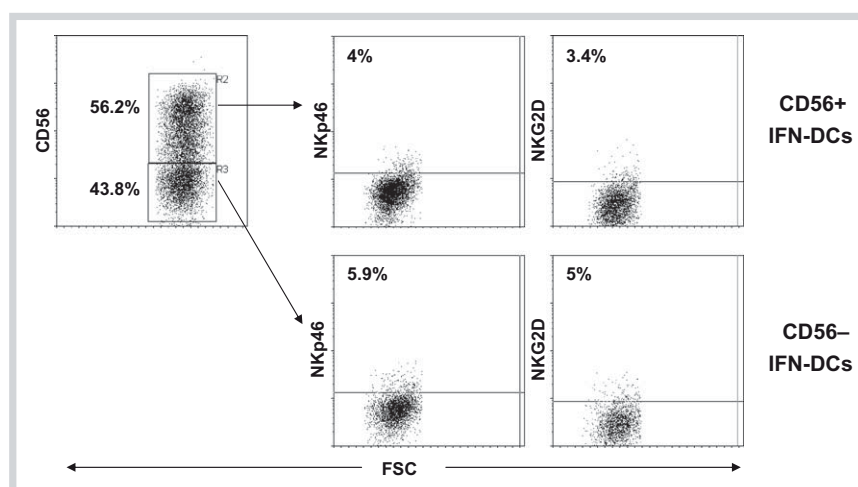 CD56
56.2%
43.8%
R2
R3
NKp46
4%
NKG2D
3.4%
CD56+
IFN-DCs
NKp46
5.9%
NKG2D
5%
CD56–
IFN-DCs
FSC